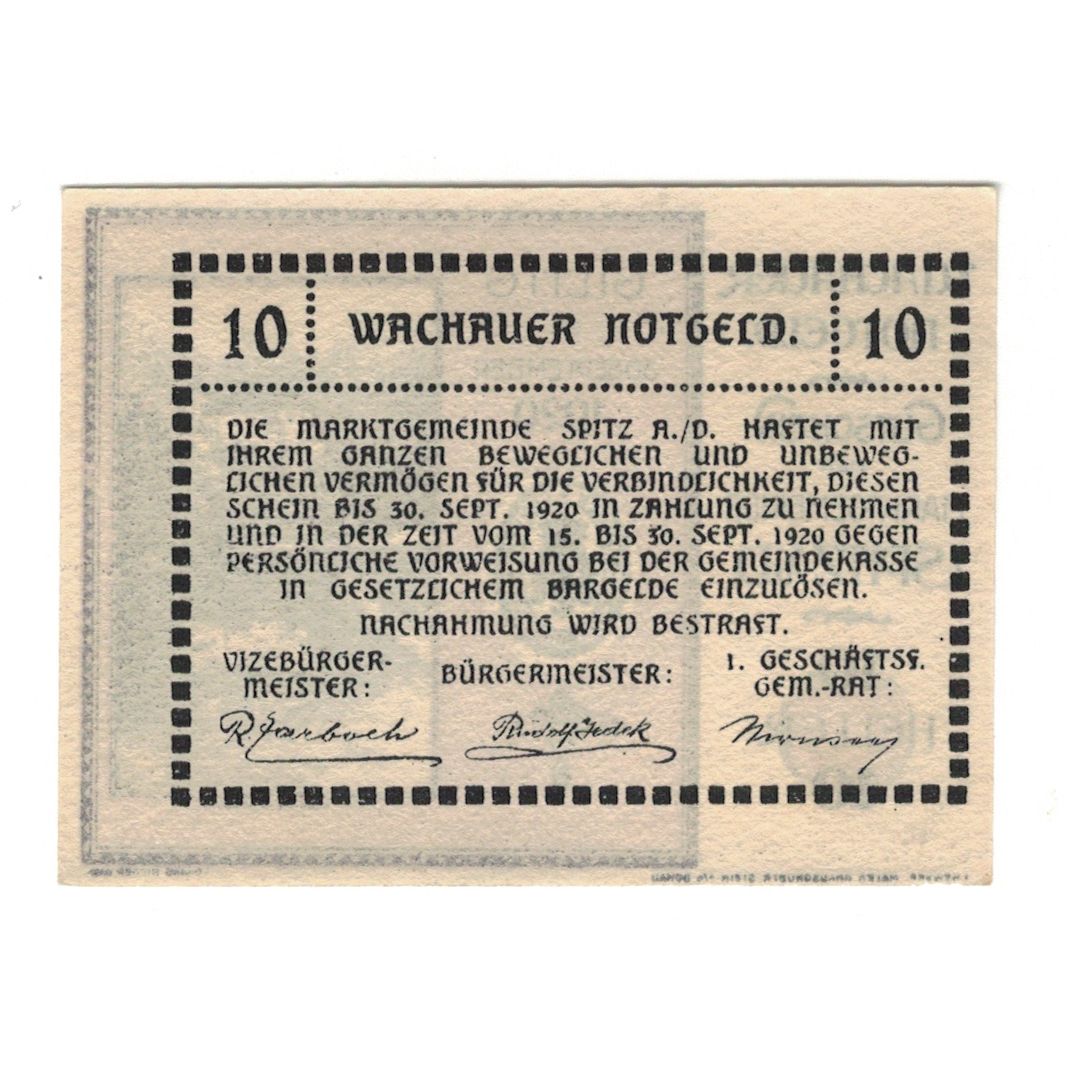 10 WACHAUER NOTGELD. 10
DIE MARKTGEMEINDE SPITZ A./D. HAFTET MIT
IHREM GANZEN BEWEGLICHEN UND UNBEWEG-
LICHEN VERMÖGEN FÜR DIE VERBINDLICHKEIT, DIESEN
SCHEIN BIS 30. SEPT. 1920 IN ZAHLUNG ZU NEHMEN
UND IN DER ZEIT VOM 15. BIS 30. SEPT. 1920 GEGEN
PERSÖNLICHE VORWEISUNG BEI DER GEMEINDEKASSE
IN GESETZLICHEM BARGELDE EINZULÖSEN.
NACHAHMUNG WIRD BESTRAFT.
VIZEBÜRGER-
MEISTER:
BÜRGERMEISTER:
1. GESCHÄFTSF.
GEM.-RAT:
Rudolf